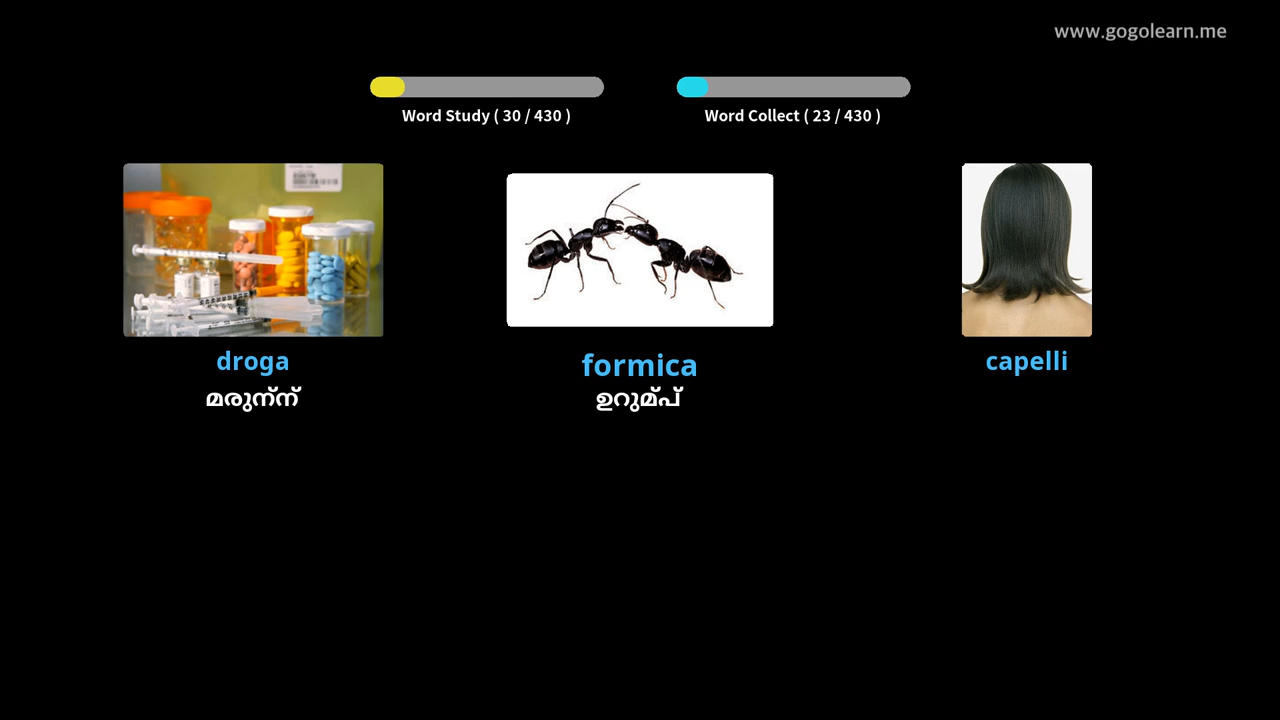 www.gogolearn.me
Word Study ( 30 / 430 )
Word Collect ( 23 / 430 )
droga
മരുന്ന്
formica
ഉറുമ്പ്
capelli